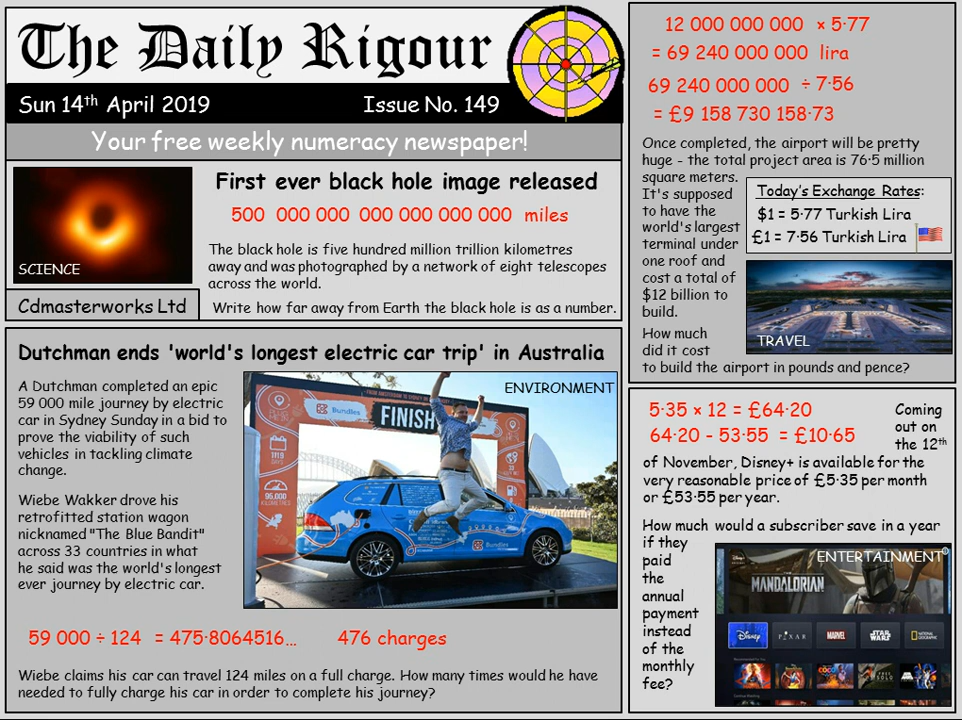 The Daily Rigour
Sun 14th April 2019 Issue No. 149
Your free weekly numeracy newspaper!
First ever black hole image released
500 000 000 000 000 000 000 miles
The black hole is five hundred million trillion kilometres
away and was photographed by a network of eight telescopes
across the world.
Write how far away from Earth the black hole is as a number.
SCIENCE
Cdmasterworks Ltd
Dutchman ends 'world's longest electric car trip' in Australia
A Dutchman completed an epic
59 000 mile journey by electric
car in Sydney Sunday in a bid to
prove the viability of such
vehicles in tackling climate
change.
Wiebe Wakker drove his
retrofitted station wagon
nicknamed "The Blue Bandit"
across 33 countries in what
he said was the world's longest
ever journey by electric car.
ENVIRONMENT
Bundles
FINISH
1119
DAYS
96,000
KILOMETRES
Bundles
59 000 ÷ 124 = 475·8064516… 476 charges
Wiebe claims his car can travel 124 miles on a full charge. How many times would he have
needed to fully charge his car in order to complete his journey?
12 000 000 000 × 5·77
= 69 240 000 000 lira
69 240 000 000 ÷ 7·56
= £9 158 730 158·73
Once completed, the airport will be pretty
huge - the total project area is 76·5 million
square meters.
It's supposed
to have the
world's largest
terminal under
one roof and
cost a total of
$12 billion to
build.
How much
did it cost
to build the airport in pounds and pence?
Today's Exchange Rates:
$1 = 5·77 Turkish Lira
£1 = 7·56 Turkish Lira
TRAVEL
5·35 × 12 = £64·20
64·20 - 53·55 = £10·65
Coming
out on
the 12th
of November, Disney+ is available for the
very reasonable price of £5·35 per month
or £53·55 per year.
How much would a subscriber save in a year
if they
paid
the
annual
payment
instead
of the
monthly
fee?
ENTERTAINMENT
THE
MANDALORIAN
Disney
PIXAR
MARVEL
STAR WARS
NATIONAL GEOGRAPHIC
COCO